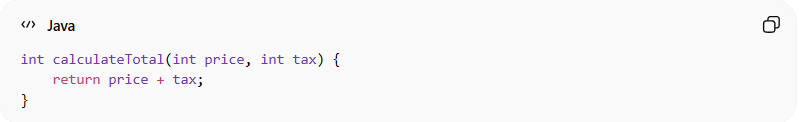 </> Java
int calculateTotal(int price, int tax) {
    return price + tax;
}